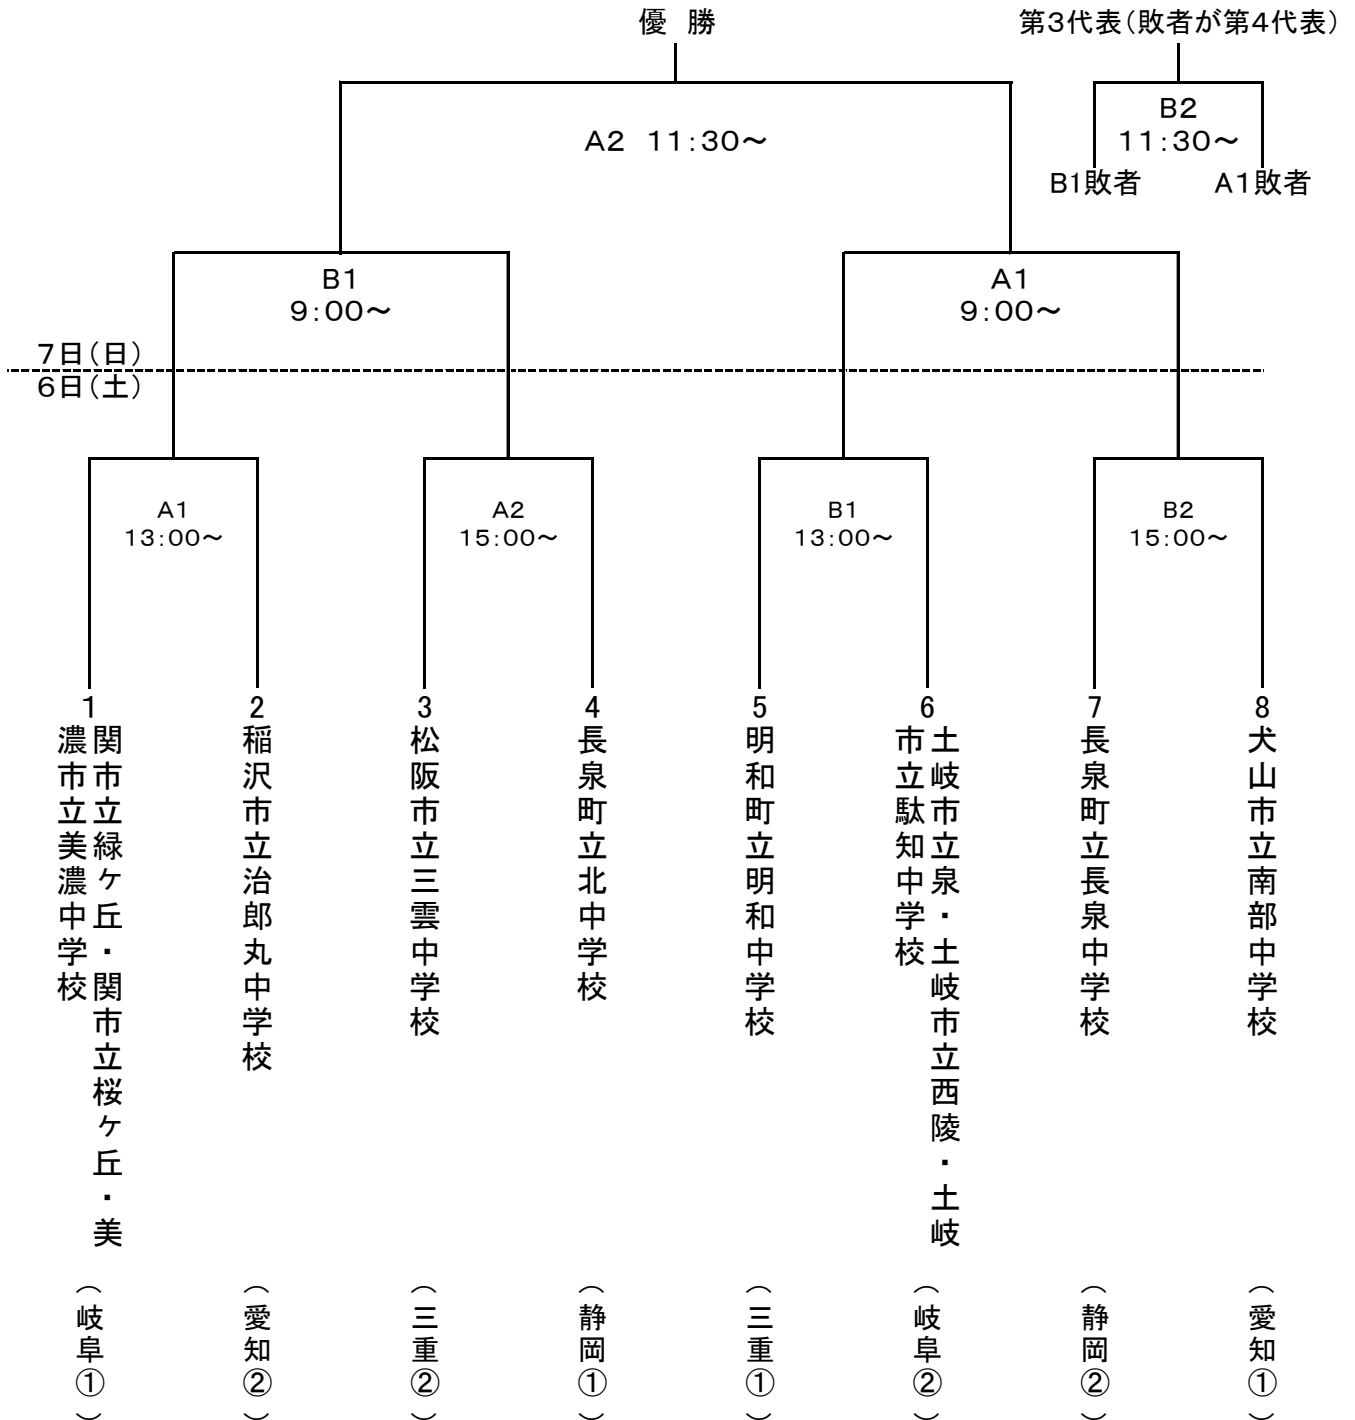 優 勝
第3代表(敗者が第4代表)
A2 11:30～
B2
11:30～
B1敗者
A1敗者
B1
9:00～
A1
9:00～
7日(日)
6日(土)
A1
13:00～
A2
15:00～
B1
13:00～
B2
15:00～
1
関市立緑ケ丘・関市立桜ケ丘・美
濃市立美濃中学校
(岐阜①)
2
稲沢市立治郎丸中学校
(愛知②)
3
松阪市立三雲中学校
(三重②)
4
長泉町立北中学校
(静岡①)
5
明和町立明和中学校
(三重①)
6
土岐市立泉・土岐市立西陵・土岐
市立駄知中学校
(岐阜②)
7
長泉町立長泉中学校
(静岡②)
8
犬山市立南部中学校
(愛知①)